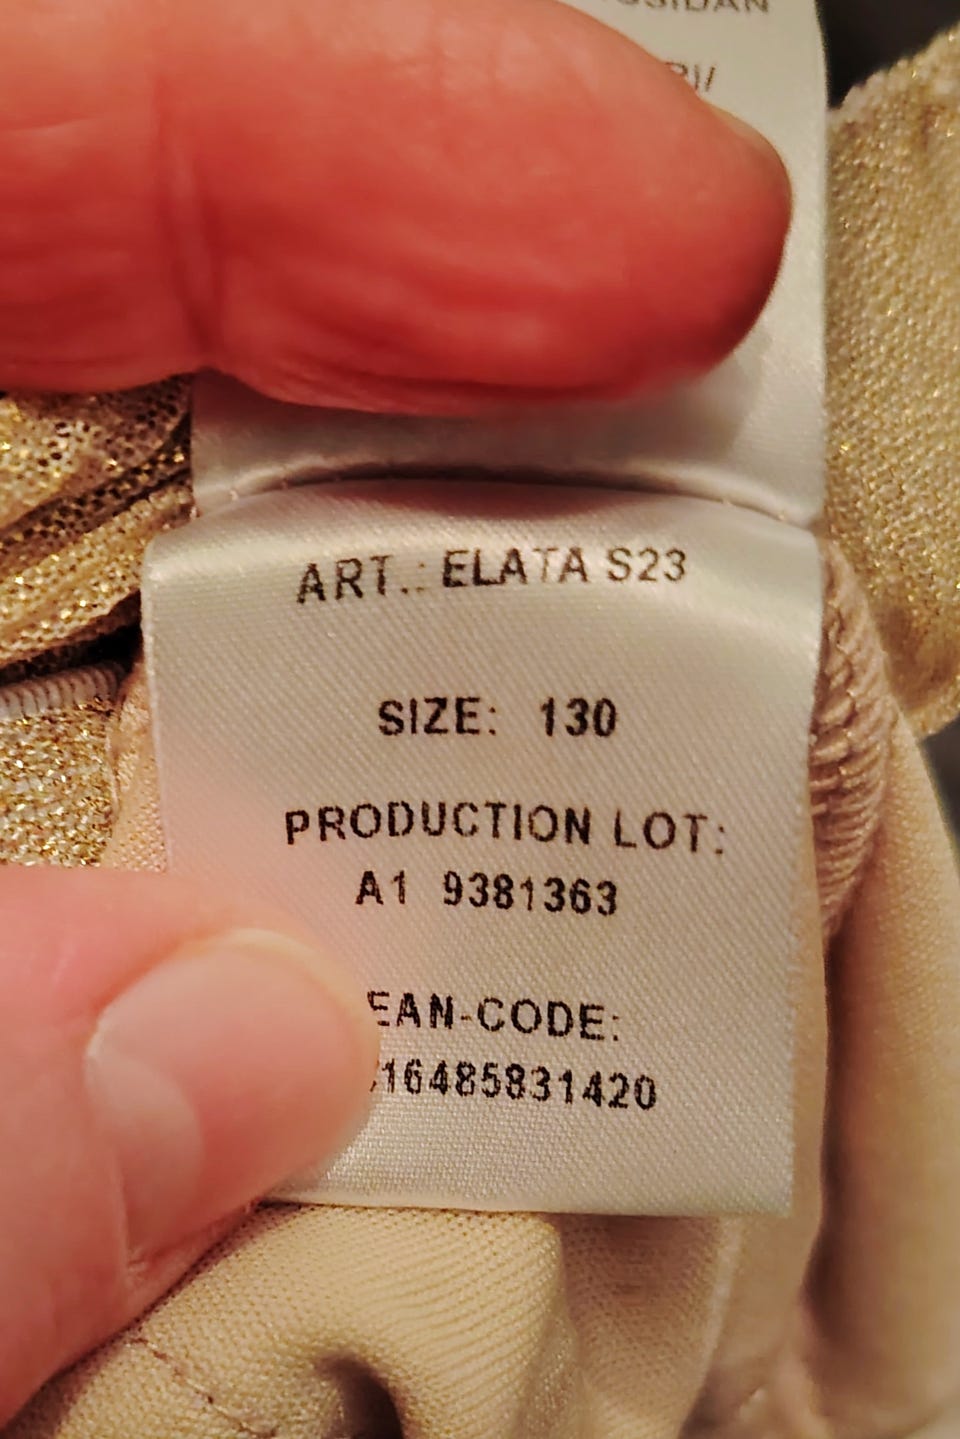 ART.: ELATA S23
SIZE: 130
PRODUCTION LOT:
A1 9381363
EAN-CODE: